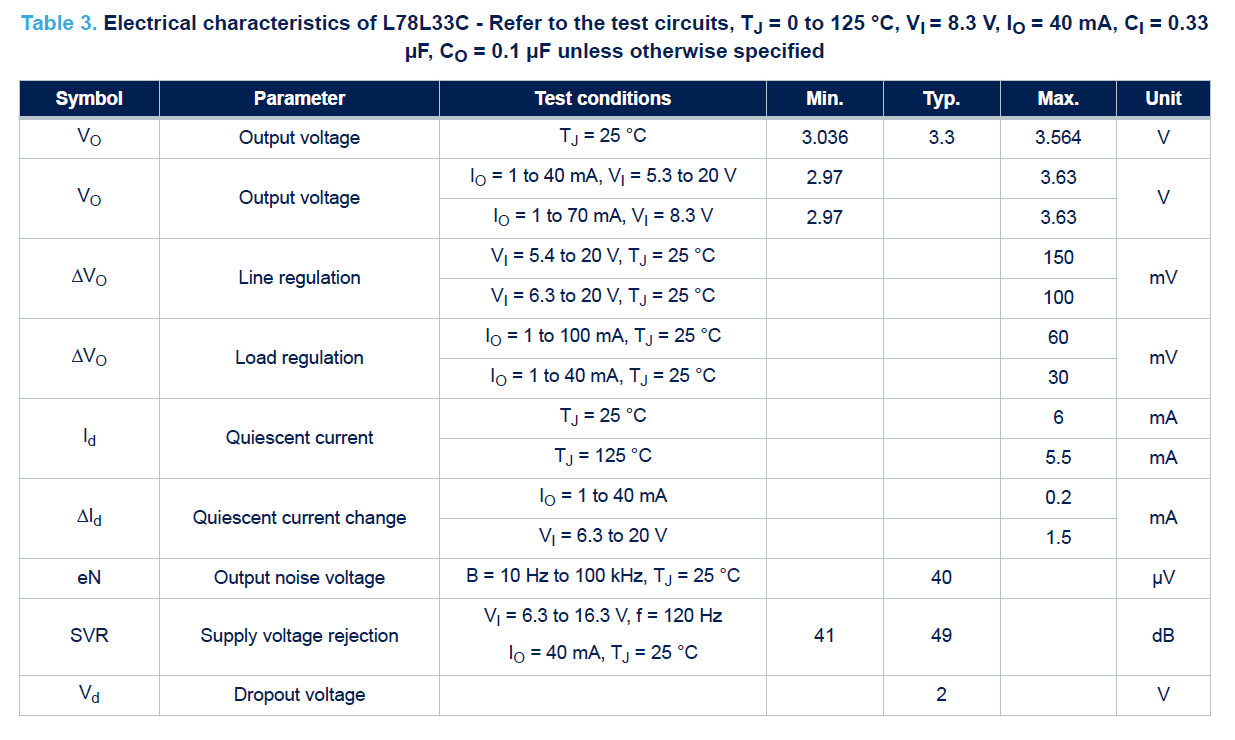 Table 3. Electrical characteristics of L78L33C - Refer to the test circuits, TJ = 0 to 125 °C, VI = 8.3 V, IO = 40 mA, CI = 0.33
µF, CO = 0.1 µF unless otherwise specified
Symbol Parameter Test conditions Min. Typ. Max. Unit
VO Output voltage TJ = 25 °C 3.036 3.3 3.564 V
VO Output voltage IO = 1 to 40 mA, VI = 5.3 to 20 V 2.97 3.63 V
IO = 1 to 70 mA, VI = 8.3 V 2.97 3.63
ΔVO Line regulation VI = 5.4 to 20 V, TJ = 25 °C 150 mV
VI = 6.3 to 20 V, TJ = 25 °C 100
ΔVO Load regulation IO = 1 to 100 mA, TJ = 25 °C 60 mV
IO = 1 to 40 mA, TJ = 25 °C 30
Id Quiescent current TJ = 25 °C 6 mA
TJ = 125 °C 5.5 mA
ΔId Quiescent current change IO = 1 to 40 mA 0.2 mA
VI = 6.3 to 20 V 1.5
eN Output noise voltage B = 10 Hz to 100 kHz, TJ = 25 °C 40 µV
SVR Supply voltage rejection VI = 6.3 to 16.3 V, f = 120 Hz 41 49 dB
IO = 40 mA, TJ = 25 °C
Vd Dropout voltage 2 V